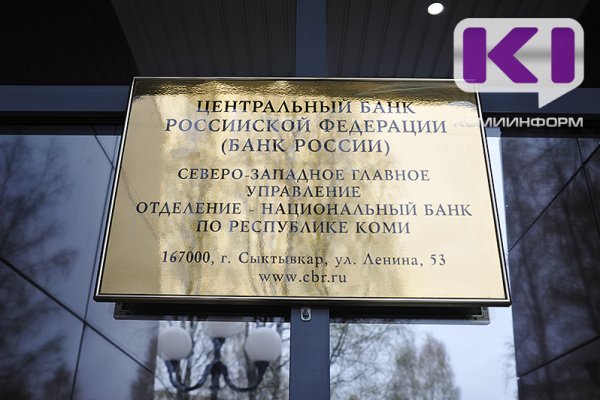 КИ
КОМИИНФОРМ
ЦЕНТРАЛЬНЫЙ БАНК
РОССИЙСКОЙ ФЕДЕРАЦИИ
(БАНК РОССИИ)
СЕВЕРО-ЗАПАДНОЕ ГЛАВНОЕ
УПРАВЛЕНИЕ
ОТДЕЛЕНИЕ - НАЦИОНАЛЬНЫЙ БАНК
ПО РЕСПУБЛИКЕ КОМИ
167000, г. Сыктывкар, ул. Ленина, 53
www.cbr.ru